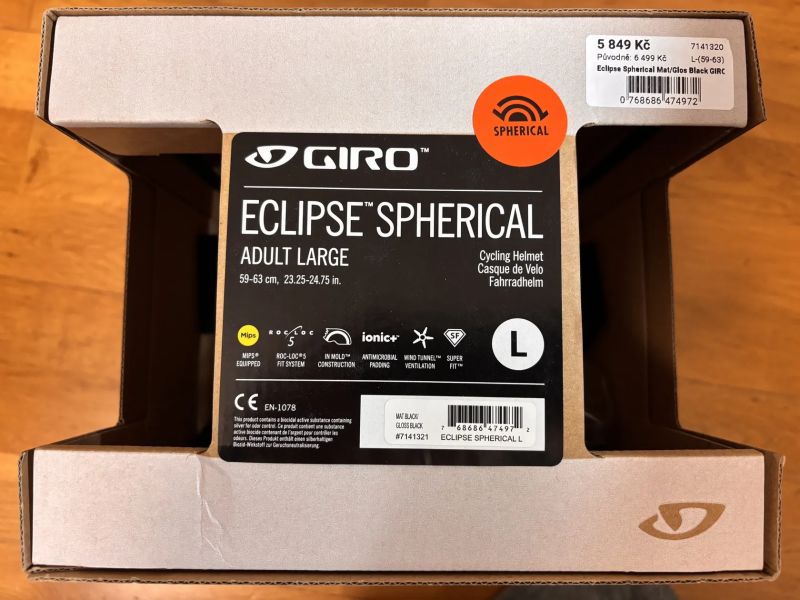 5 849 Kč 7141320
Původně: 6 499 Kč L-(59-63)
Eclipse Spherical Mat/Glos Black GIRO
0 768686 474972
SPHERICAL
GIRO™
ECLIPSE™ SPHERICAL
ADULT LARGE
59-63 cm, 23.25-24.75 in.
Cycling Helmet
Casque de Velo
Fahrradhelm
Mips
ROC LOC 5
ionic+
SF
L
MIPS®
EQUIPPED
ROC-LOC® 5
FIT SYSTEM
IN MOLD™
CONSTRUCTION
ANTIMICROBIAL
PADDING
WIND TUNNEL™
VENTILATION
SUPER
FIT™
CE EN-1078
This product contains a biocidal active substance containing
silver for odor control. Ce produit contient une substance
active biocide contenant de l'argent pour contrôler les
odeurs. Dieses Produkt enthält einen silberhaltigen
Biozid-Wirkstoff zur Geruchsneutralisierung.
MAT BLACK/
GLOSS BLACK
#7141321
7 68686 47497 2
ECLIPSE SPHERICAL L